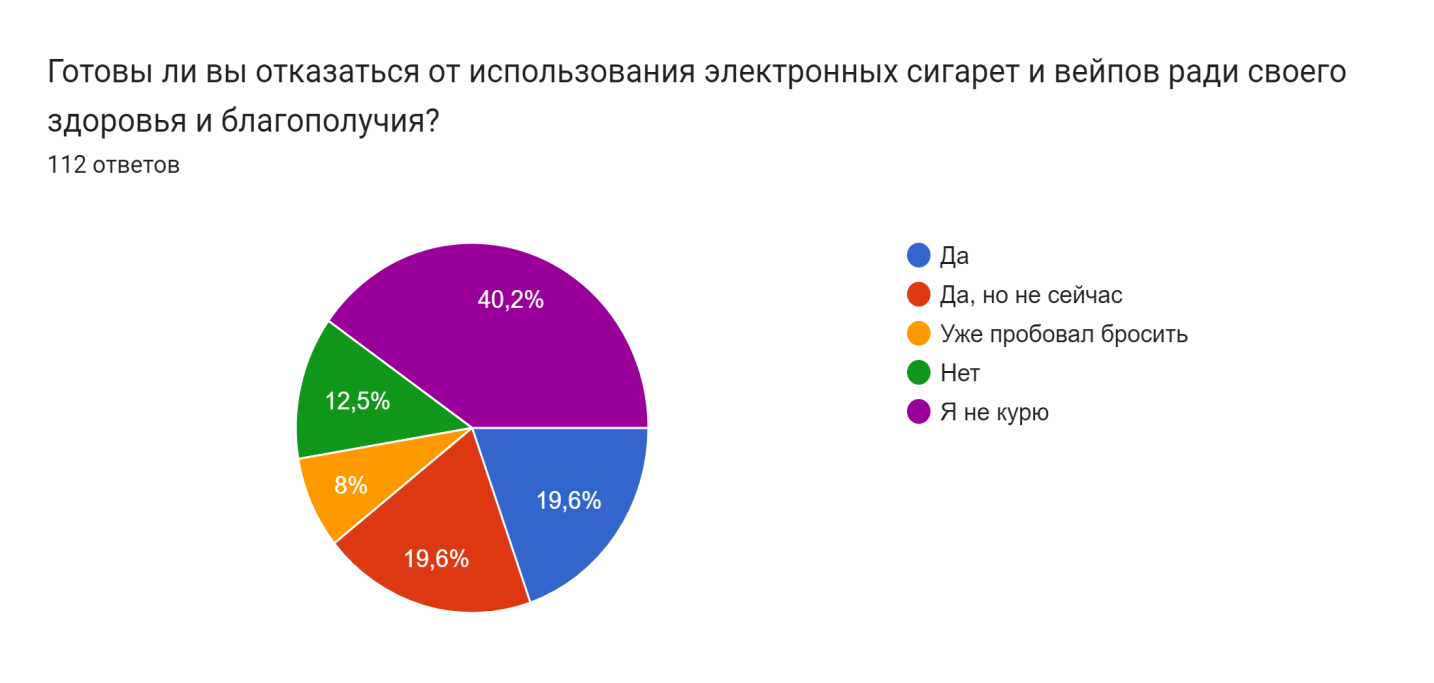 Готовы ли вы отказаться от использования электронных сигарет и вейпов ради своего
здоровья и благополучия?
112 ответов
40,2%
12,5%
8%
19,6%
19,6%
Да
Да, но не сейчас
Уже пробовал бросить
Нет
Я не курю